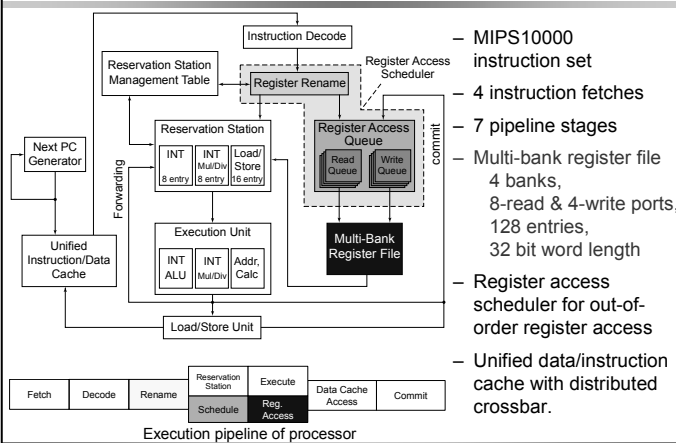 Instruction Decode
Reservation Station
Management Table
Register Access
Scheduler
Register Rename
Reservation Station
INT
8 entry
INT
Mul/Div
8 entry
Load/
Store
16 entry
Register Access
Queue
Read
Queue
Write
Queue
commit
Next PC
Generator
Forwarding
Execution Unit
INT
ALU
INT
Mul/Div
Addr,
Calc
Multi-Bank
Register File
Unified
Instruction/Data
Cache
Load/Store Unit
– MIPS10000
instruction set
– 4 instruction fetches
– 7 pipeline stages
– Multi-bank register file
4 banks,
8-read & 4-write ports,
128 entries,
32 bit word length
– Register access
scheduler for out-of-
order register access
– Unified data/instruction
cache with distributed
crossbar.
Fetch
Decode
Rename
Reservation
Station
Schedule
Execute
Reg.
Access
Data Cache
Access
Commit
Execution pipeline of processor